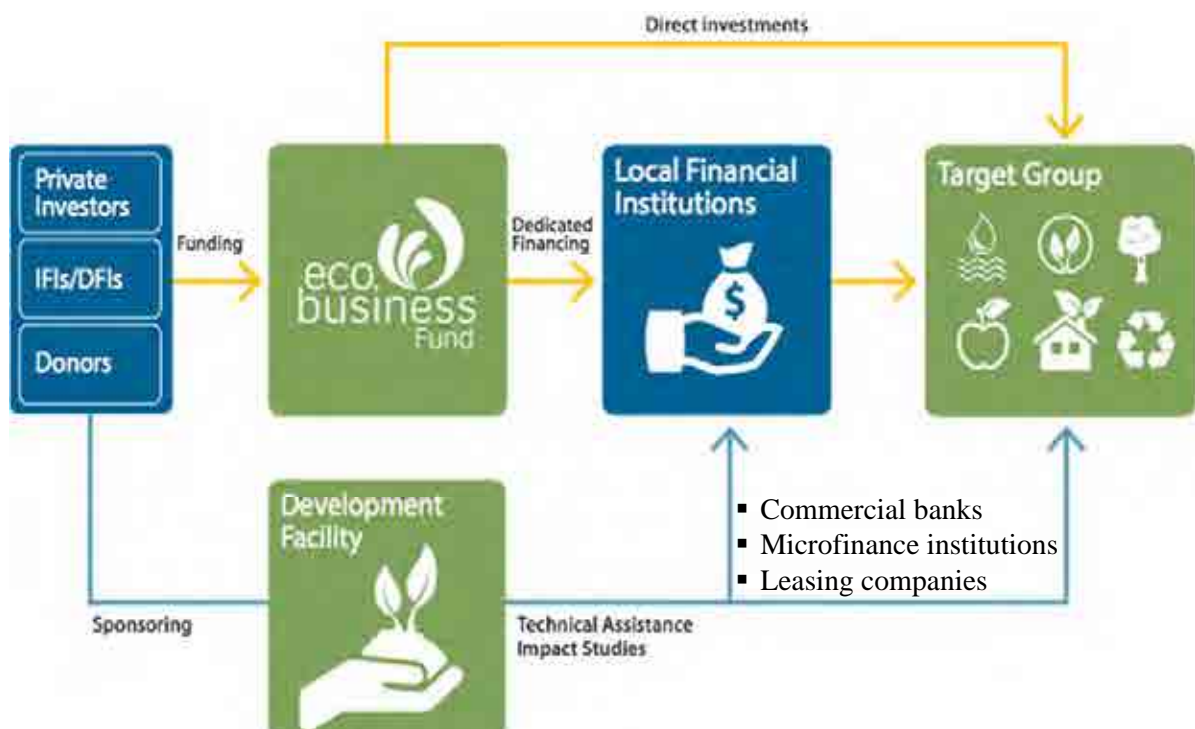 Direct investments
Private
Investors
IFIs/DFIs
Donors
Funding
eco.
business
Fund
Dedicated
Financing
Local Financial
Institutions
$
Target Group
Development
Facility
Sponsoring
Technical Assistance
Impact Studies
▪ Commercial banks
▪ Microfinance institutions
▪ Leasing companies